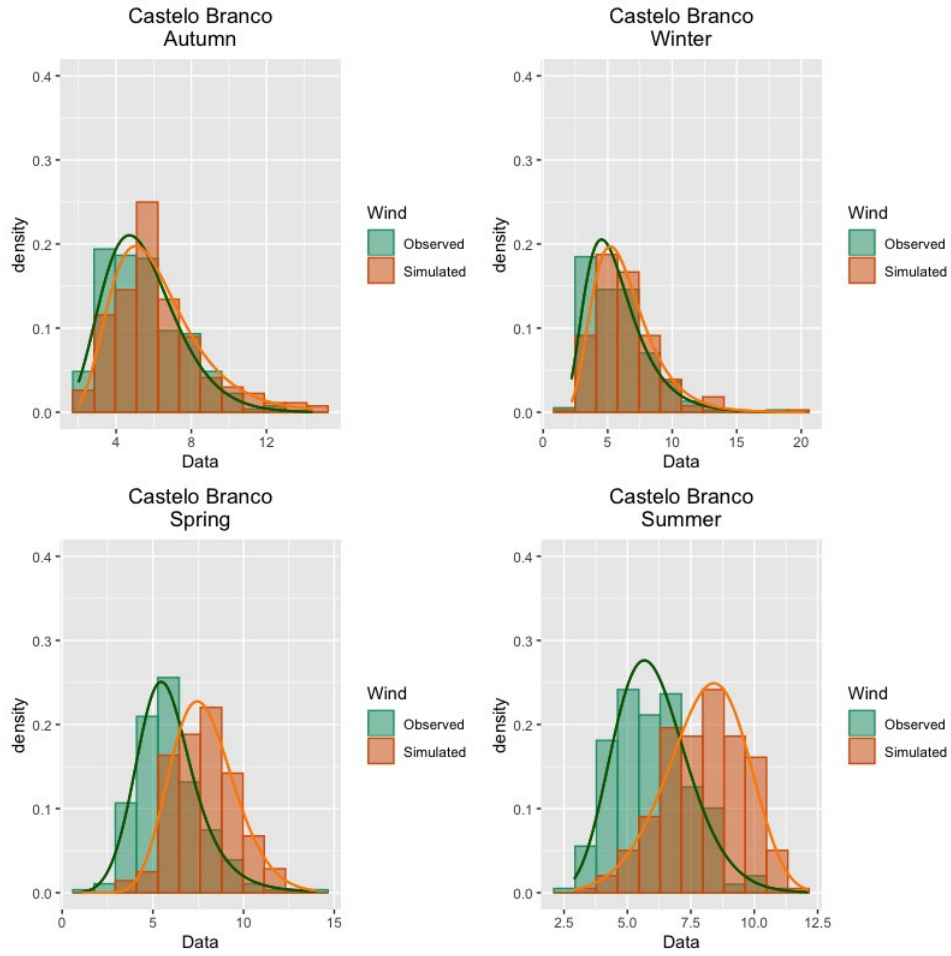 Castelo Branco
Autumn
0.4
0.3
0.2
0.1
0.0
density
4 8 12
Data
Wind
Observed
Simulated
Castelo Branco
Winter
0.4
0.3
0.2
0.1
0.0
density
0 5 10 15 20
Data
Wind
Observed
Simulated
Castelo Branco
Spring
0.4
0.3
0.2
0.1
0.0
density
0 5 10 15
Data
Wind
Observed
Simulated
Castelo Branco
Summer
0.4
0.3
0.2
0.1
0.0
density
2.5 5.0 7.5 10.0 12.5
Data
Wind
Observed
Simulated